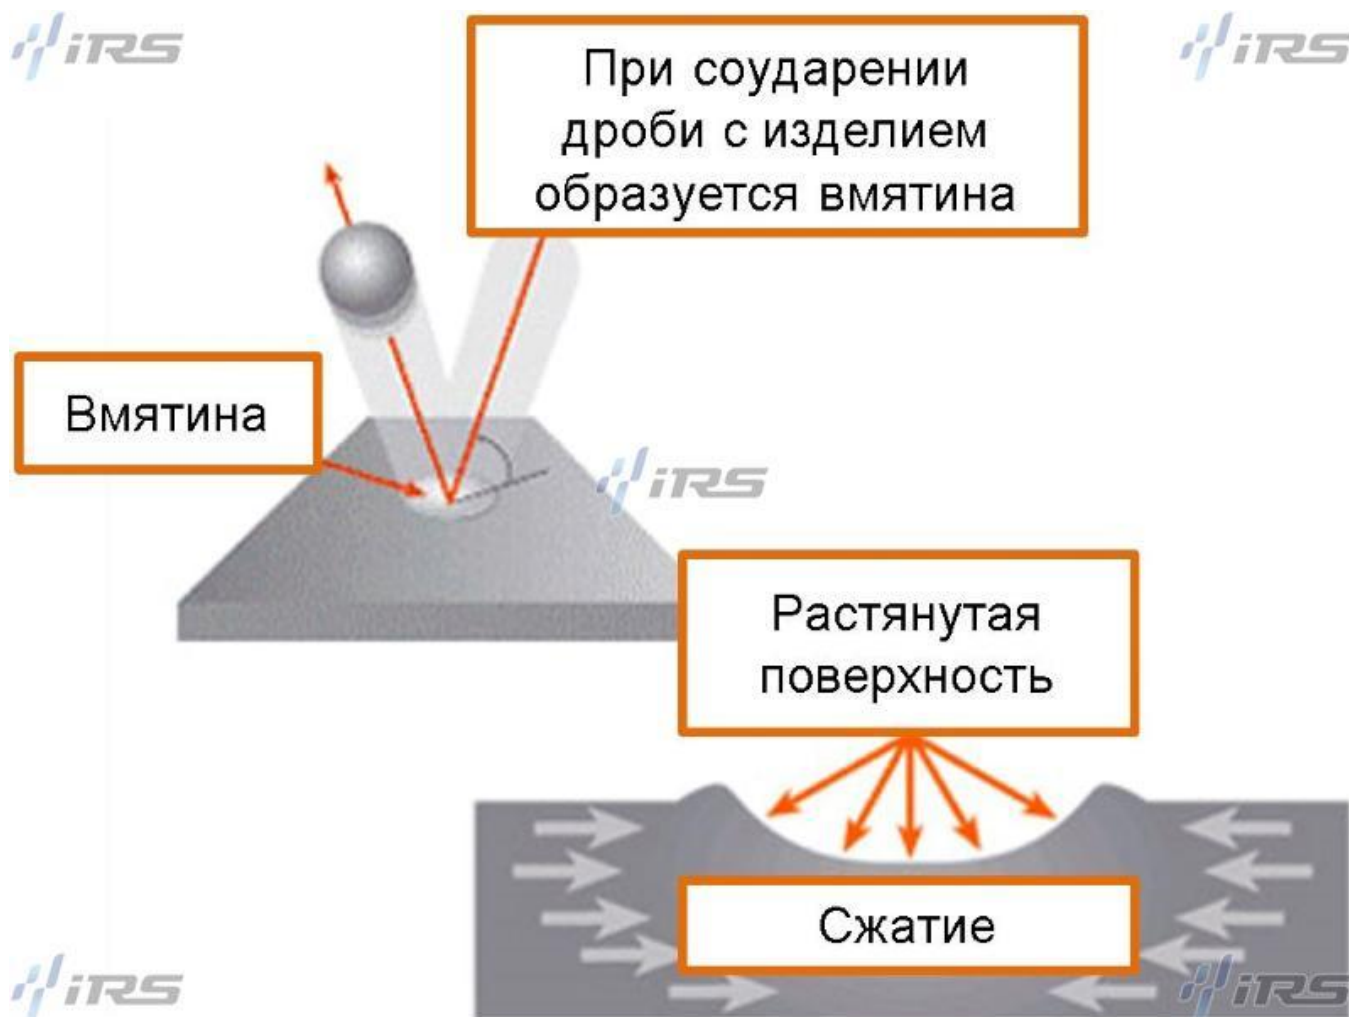 iRS
iRS
При соударении
дроби с изделием
образуется вмятина
Вмятина
iRS
Растянутая
поверхность
Сжатие
iRS
iRS